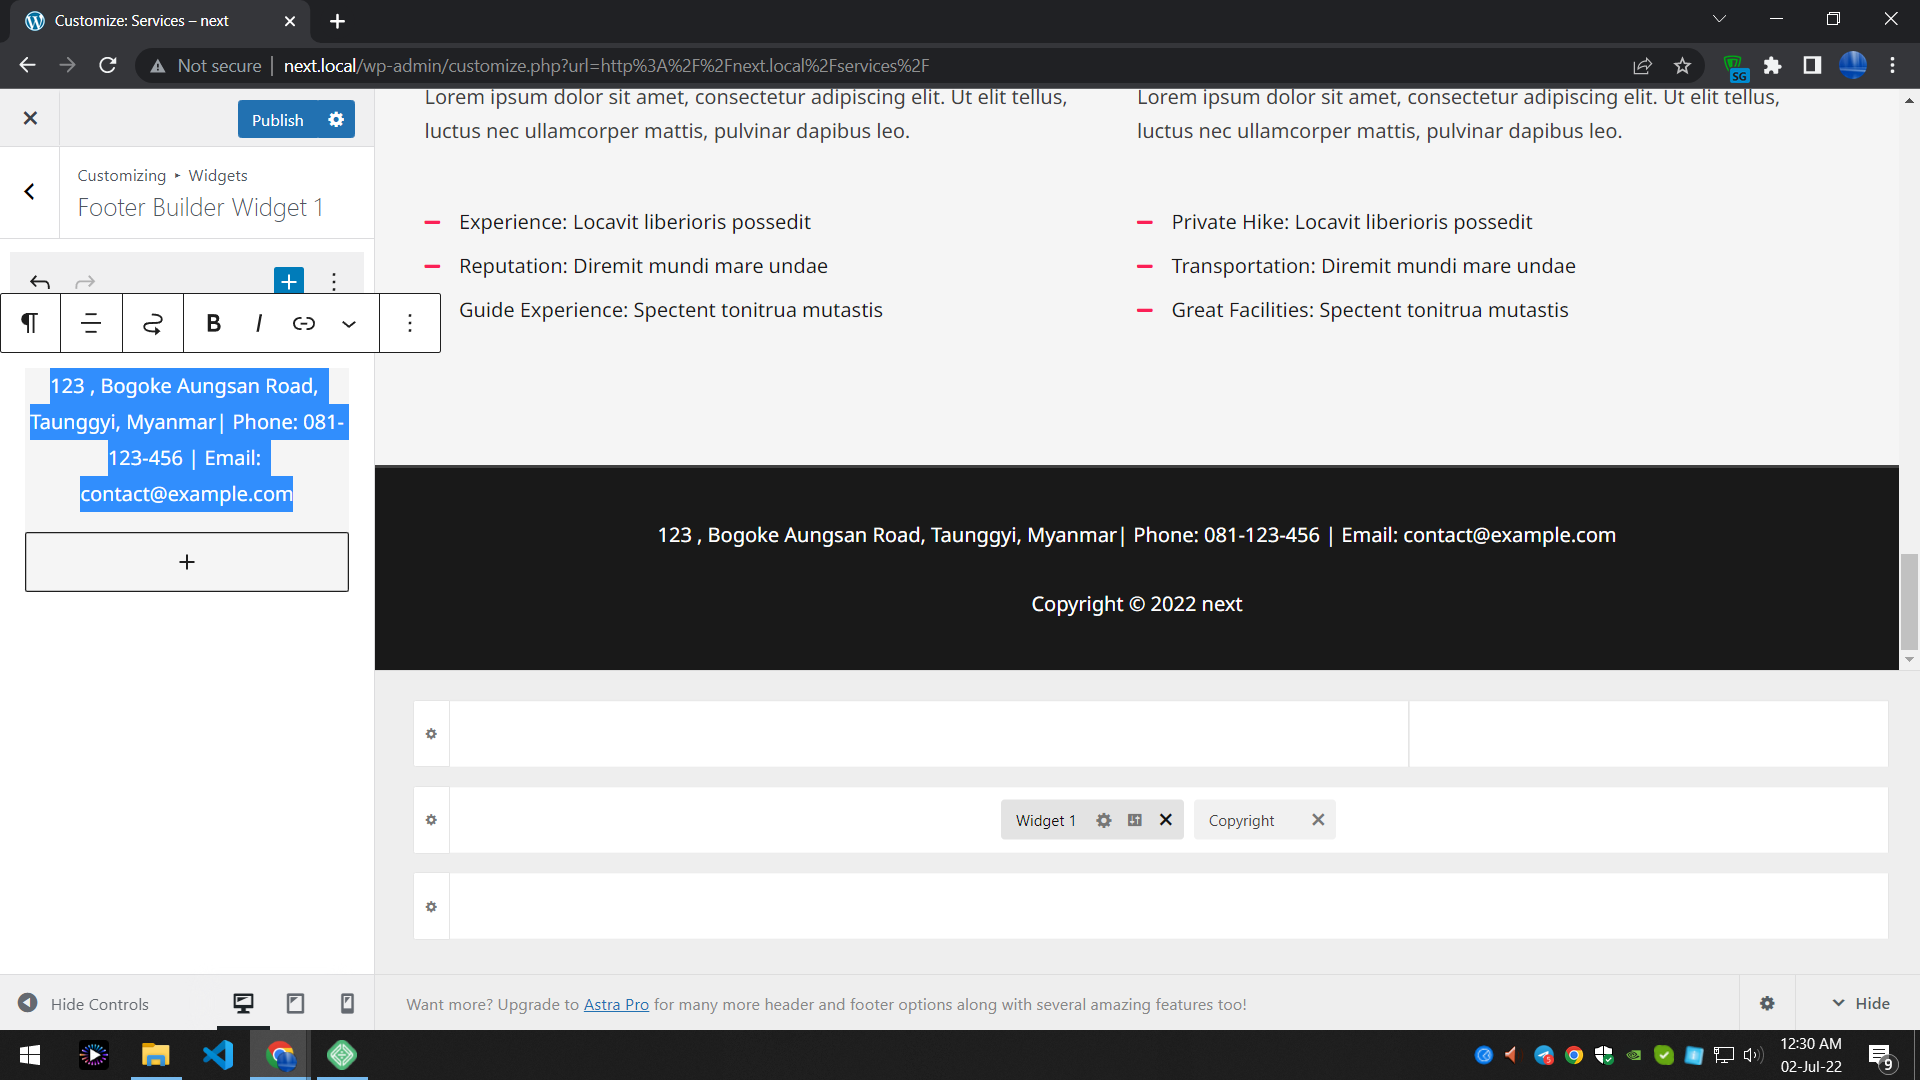 Customize: Services – next
Not secure | next.local/wp-admin/customize.php?url=http%3A%2F%2Fnext.local%2Fservices%2F
SG
Publish
Customizing ▸ Widgets
Footer Builder Widget 1
B I
123 , Bogoke Aungsan Road,
Taunggyi, Myanmar| Phone: 081-
123-456 | Email:
contact@example.com
Lorem ipsum dolor sit amet, consectetur adipiscing elit. Ut elit tellus,
luctus nec ullamcorper mattis, pulvinar dapibus leo.
Experience: Locavit liberioris possedit
Reputation: Diremit mundi mare undae
Guide Experience: Spectent tonitrua mutastis
Lorem ipsum dolor sit amet, consectetur adipiscing elit. Ut elit tellus,
luctus nec ullamcorper mattis, pulvinar dapibus leo.
Private Hike: Locavit liberioris possedit
Transportation: Diremit mundi mare undae
Great Facilities: Spectent tonitrua mutastis
123 , Bogoke Aungsan Road, Taunggyi, Myanmar| Phone: 081-123-456 | Email: contact@example.com
Copyright © 2022 next
Widget 1
Copyright
Hide Controls
Want more? Upgrade to Astra Pro for many more header and footer options along with several amazing features too!
Hide
12:30 AM
02-Jul-22
9